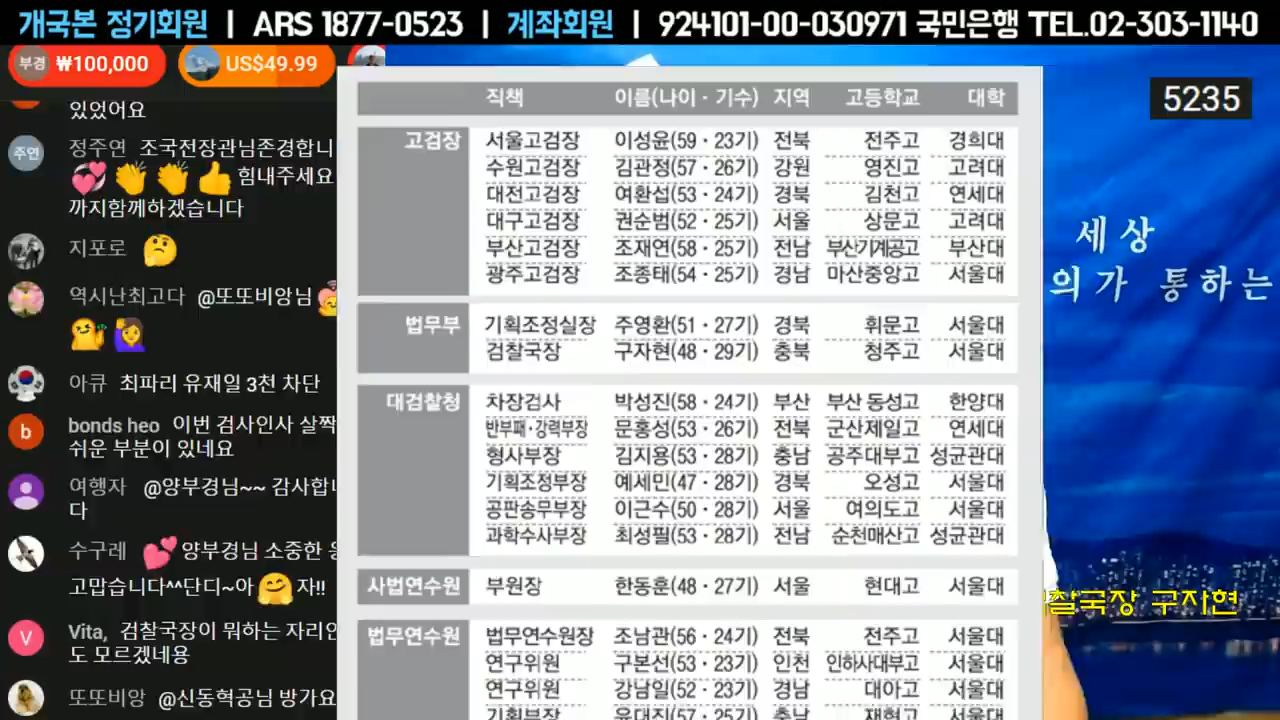 개국본 정기회원 | ARS 1877-0523 | 계좌회원 | 924101-00-030971 국민은행 TEL.02-303-1140
부경 ₩100,000 US$49.99
5235
있었어요
정주연 조국전장관님존경합니
힘내주세요
까지함께하겠습니다
지포로
역시난최고다 @또또비앙님
아큐 최파리 유재일 3천 차단
bonds heo 이번 검사인사 살짝
쉬운 부분이 있네요
여행자 @양부경님~~ 감사합니
다
수구레 양부경님 소중한
고맙습니다^^단디~아 자!!
Vita, 검찰국장이 뭐하는 자리인
도 모르겠네용
또또비앙 @신동혁공님 방가요
직책 이름(나이·기수) 지역 고등학교 대학
고검장 서울고검장 이성윤(59·23기) 전북 전주고 경희대
수원고검장 김관정(57·26기) 강원 영진고 고려대
대전고검장 여환섭(53·24기) 경북 김천고 연세대
대구고검장 권순범(52·25기) 서울 상문고 고려대
부산고검장 조재연(58·25기) 전남 부산기계공고 부산대
광주고검장 조종태(54·25기) 경남 마산중앙고 서울대
법무부 기획조정실장 주영환(51·27기) 경북 휘문고 서울대
검찰국장 구자현(48·29기) 충북 청주고 서울대
대검찰청 차장검사 박성진(58·24기) 부산 부산 동성고 한양대
반부패·강력부장 문홍성(53·26기) 전북 군산제일고 연세대
형사부장 김지용(53·28기) 충남 공주대부고 성균관대
기획조정부장 예세민(47·28기) 경북 오성고 서울대
공판송무부장 이근수(50·28기) 서울 여의도고 서울대
과학수사부장 최성필(53·28기) 전남 순천매산고 성균관대
사법연수원 부원장 한동훈(48·27기) 서울 현대고 서울대
법무연수원 법무연수원장 조남관(56·24기) 전북 전주고 서울대
연구위원 구본선(53·23기) 인천 인하사대부고 서울대
연구위원 강남일(52·23기) 경남 대아고 서울대
기획부장 유대진(57·25기) 충남 재현고 서울대
세상
의가 통하는
찰국장 구자현
주연
b
V